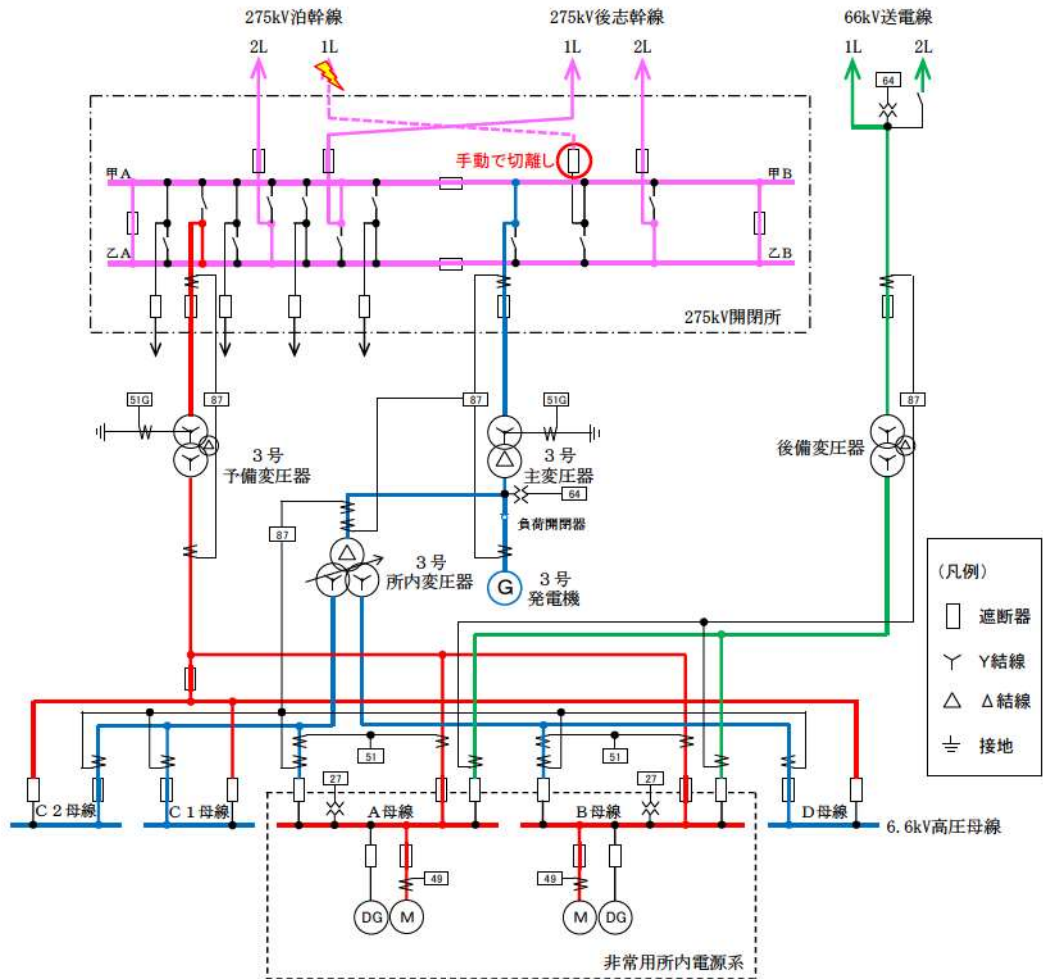 275kV泊幹線
275kV後志幹線
66kV送電線
2L
1L
1L
2L
1L
2L
64
手動で切離し
甲A
甲B
乙A
乙B
275kV開閉所
51G
87
87
51G
87
3号
予備変圧器
3号
主変圧器
後備変圧器
64
負荷開閉器
87
3号
所内変圧器
G
3号
発電機
(凡例)
遮断器
Y結線
Δ結線
接地
51
51
27
27
C2母線
C1母線
A母線
B母線
D母線
6.6kV高圧母線
49
49
DG
M
M
DG
非常用所内電源系